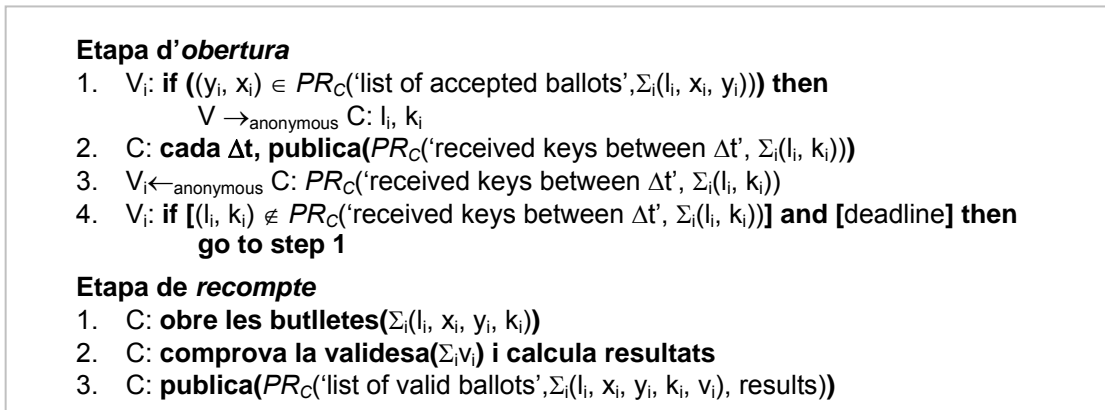 Etapa d'obertura
1. Vᵢ: if ((yᵢ, xᵢ) ∈ PR_C('list of accepted ballots',Σᵢ(lᵢ, xᵢ, yᵢ))) then
V →anonymous C: lᵢ, kᵢ
2. C: cada Δt, publica(PR_C('received keys between Δt', Σᵢ(lᵢ, kᵢ)))
3. Vᵢ←anonymous C: PR_C('received keys between Δt', Σᵢ(lᵢ, kᵢ))
4. Vᵢ: if [(lᵢ, kᵢ) ∉ PR_C('received keys between Δt', Σᵢ(lᵢ, kᵢ))] and [deadline] then
go to step 1
Etapa de recompte
1. C: obre les butlletes(Σᵢ(lᵢ, xᵢ, yᵢ, kᵢ))
2. C: comprova la validesa(Σᵢvᵢ) i calcula resultats
3. C: publica(PR_C('list of valid ballots',Σᵢ(lᵢ, xᵢ, yᵢ, kᵢ, vᵢ), results))